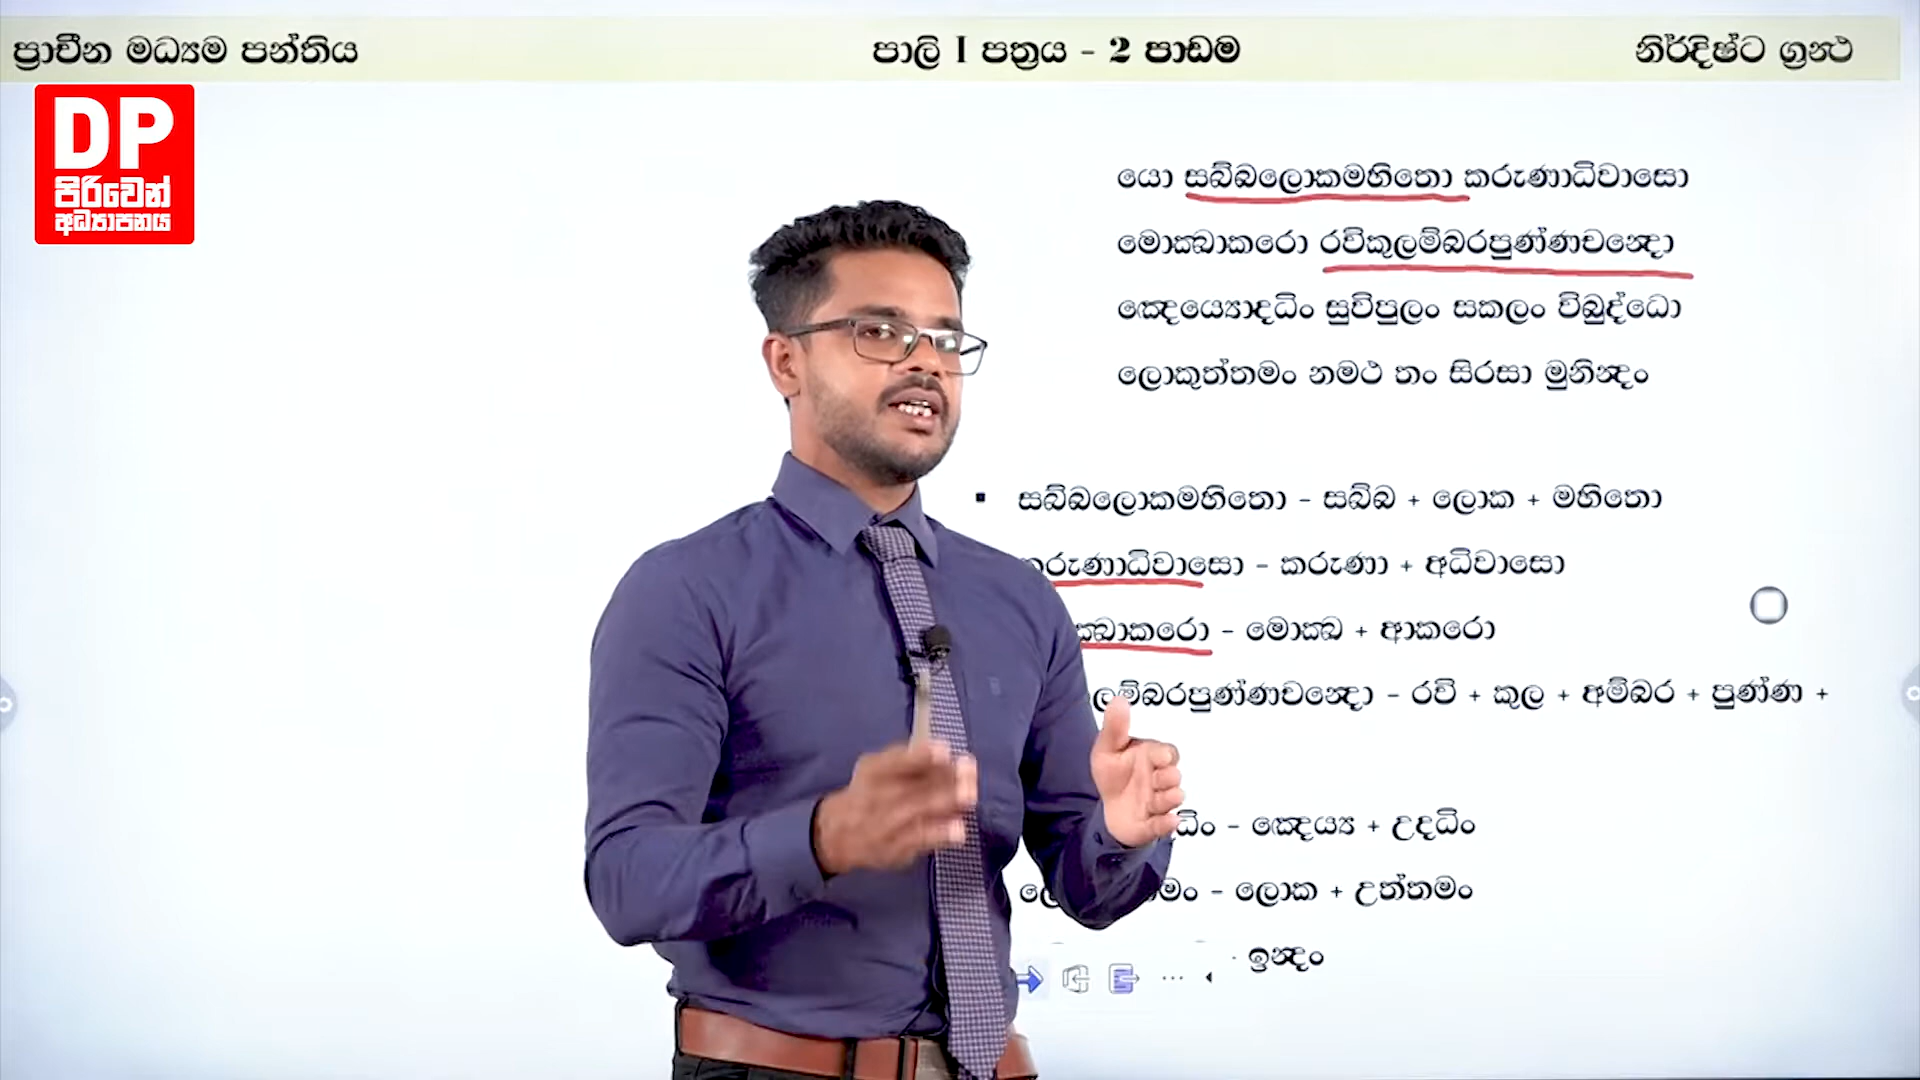 ප්‍රාචීන මධ්‍යම පන්තිය
පාලි I පත්‍රය - 2 පාඩම
නිර්දිෂ්ට ග්‍රන්ථ
DP
පිරිවෙන්
අධ්‍යාපනය
යො සබ්බලොකමහිතො කරුණාධිවාසො
මොක්ඛාකරො රවිකුලම්බරපුණ්ණචන්‍දො
ඤෙය්‍යොදධිං සුවිපුලං සකලං විබුද්ධො
ලොකුත්තමං නමථ තං සිරසා මුනින්‍දං
▪ සබ්බලොකමහිතො - සබ්බ + ලොක + මහිතො
රුණාධිවාසො - කරුණා + අධිවාසො
ක්ඛාකරො - මොක්ඛ + ආකරො
ලම්බරපුණ්ණචන්‍දො - රවි + කුල + අම්බර + පුණ්ණ +
ධිං - ඤෙය්‍ය + උදධිං
මං - ලොක + උත්තමං
ඉන්‍දං